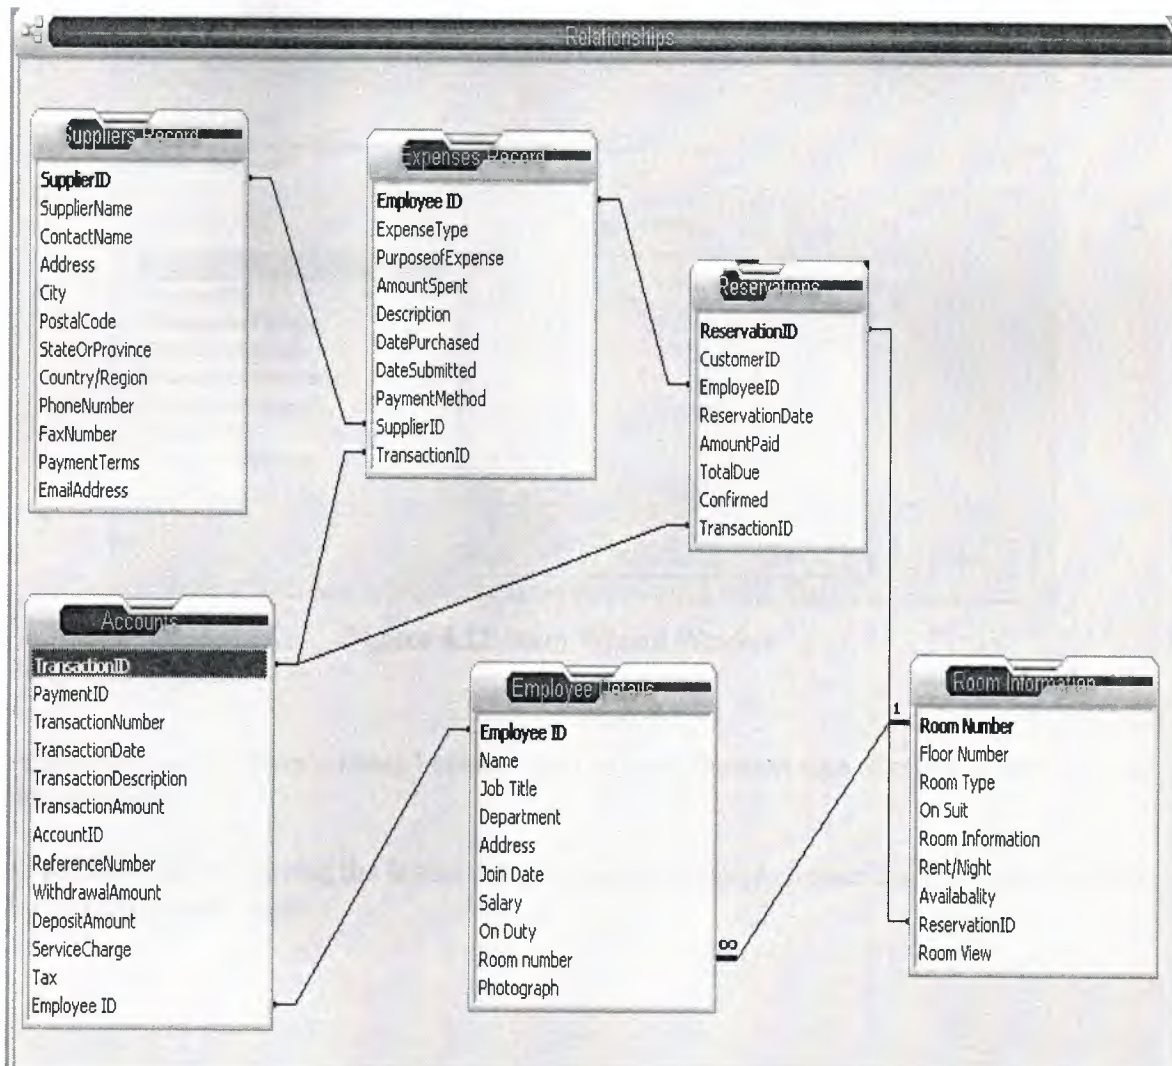 Relationships
Suppliers Record
SupplierID
SupplierName
ContactName
Address
City
PostalCode
StateOrProvince
Country/Region
PhoneNumber
FaxNumber
PaymentTerms
EmailAddress
Expenses Record
Employee ID
ExpenseType
PurposeofExpense
AmountSpent
Description
DatePurchased
DateSubmitted
PaymentMethod
SupplierID
TransactionID
Reservations
ReservationID
CustomerID
EmployeeID
ReservationDate
AmountPaid
TotalDue
Confirmed
TransactionID
Accounts
TransactionID
PaymentID
TransactionNumber
TransactionDate
TransactionDescription
TransactionAmount
AccountID
ReferenceNumber
WithdrawalAmount
DepositAmount
ServiceCharge
Tax
Employee ID
Employee Details
Employee ID
Name
Job Title
Department
Address
Join Date
Salary
On Duty
Room number
Photograph
∞
1
Room Information
Room Number
Floor Number
Room Type
On Suit
Room Information
Rent/Night
Availabality
ReservationID
Room View